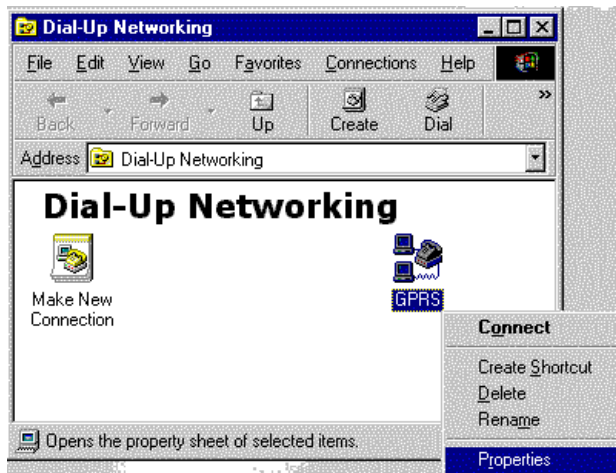 Dial-Up Networking
File Edit View Go Favorites Connections Help
Back Forward Up Create Dial »
Address Dial-Up Networking
Dial-Up Networking
Make New
Connection
GPRS
Connect
Create Shortcut
Delete
Rename
Properties
Opens the property sheet of selected items.